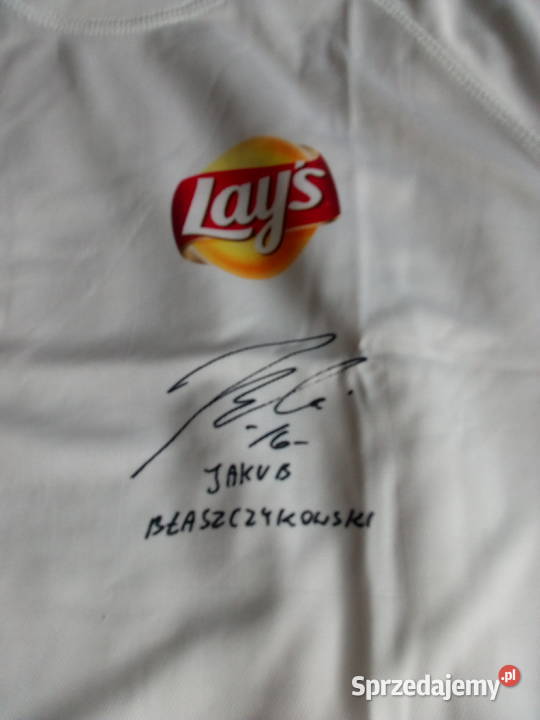 Lay's
-16-
JAKUB
BŁASZCZYKOWSKI
Sprzedajemy.pl